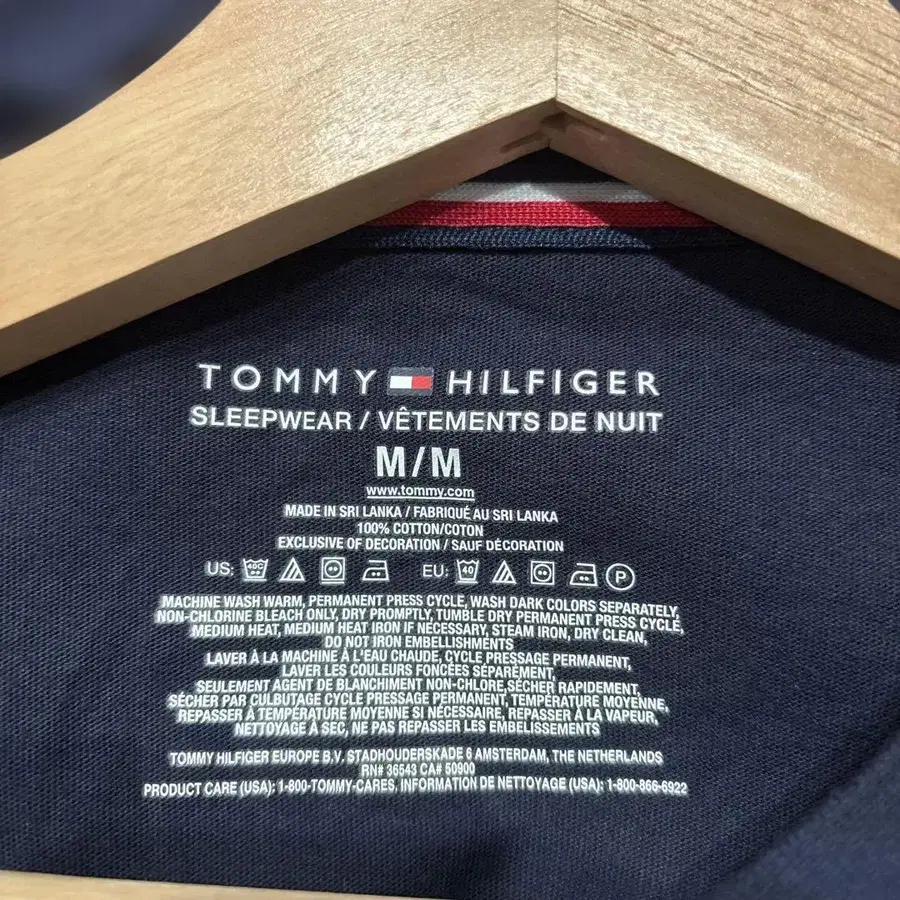 TOMMY HILFIGER
SLEEPWEAR / VÊTEMENTS DE NUIT
M/M
www.tommy.com
MADE IN SRI LANKA / FABRIQUÉ AU SRI LANKA
100% COTTON/COTON
EXCLUSIVE OF DECORATION / SAUF DÉCORATION
US: 40C EU: 40 P
MACHINE WASH WARM, PERMANENT PRESS CYCLE, WASH DARK COLORS SEPARATELY,
NON-CHLORINE BLEACH ONLY, DRY PROMPTLY, TUMBLE DRY PERMANENT PRESS CYCLE,
MEDIUM HEAT, MEDIUM HEAT IRON IF NECESSARY, STEAM IRON, DRY CLEAN,
DO NOT IRON EMBELLISHMENTS
LAVER À LA MACHINE À L'EAU CHAUDE, CYCLE PRESSAGE PERMANENT,
LAVER LES COULEURS FONCÉES SÉPARÉMENT,
SEULEMENT AGENT DE BLANCHIMENT NON-CHLORE,SÉCHER RAPIDEMENT,
SÉCHER PAR CULBUTAGE CYCLE PRESSAGE PERMANENT, TEMPÉRATURE MOYENNE,
REPASSER À TEMPÉRATURE MOYENNE SI NÉCESSAIRE, REPASSER À LA VAPEUR,
NETTOYAGE À SEC, NE PAS REPASSER LES EMBELLISSEMENTS
TOMMY HILFIGER EUROPE B.V. STADHOUDERSKADE 6 AMSTERDAM, THE NETHERLANDS
RN# 36543 CA# 50900
PRODUCT CARE (USA): 1-800-TOMMY-CARES. INFORMATION DE NETTOYAGE (USA): 1-800-866-6922